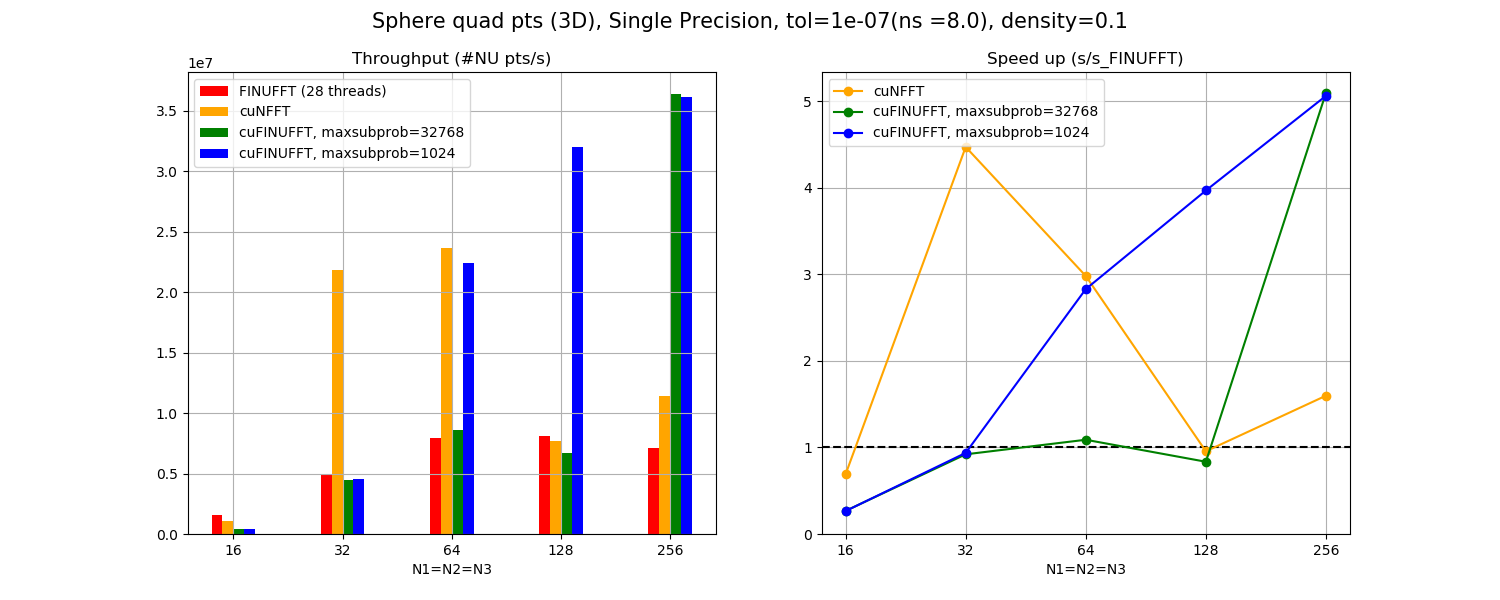 Sphere quad pts (3D), Single Precision, tol=1e-07(ns =8.0), density=0.1
Throughput (#NU pts/s)
1e7
FINUFFT (28 threads)
cuNFFT
cuFINUFFT, maxsubprob=32768
cuFINUFFT, maxsubprob=1024
3.5
3.0
2.5
2.0
1.5
1.0
0.5
0.0
16 32 64 128 256
N1=N2=N3
Speed up (s/s_FINUFFT)
cuNFFT
cuFINUFFT, maxsubprob=32768
cuFINUFFT, maxsubprob=1024
5
4
3
2
1
0
16 32 64 128 256
N1=N2=N3